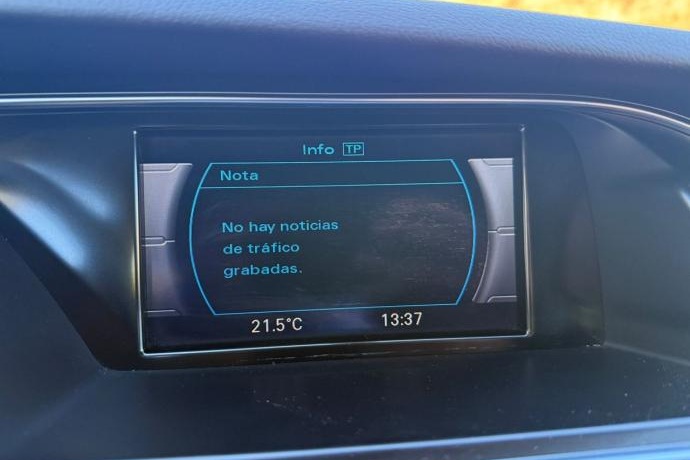 Info TP
Nota
No hay noticias
de tráfico
grabadas.
21.5°C 13:37